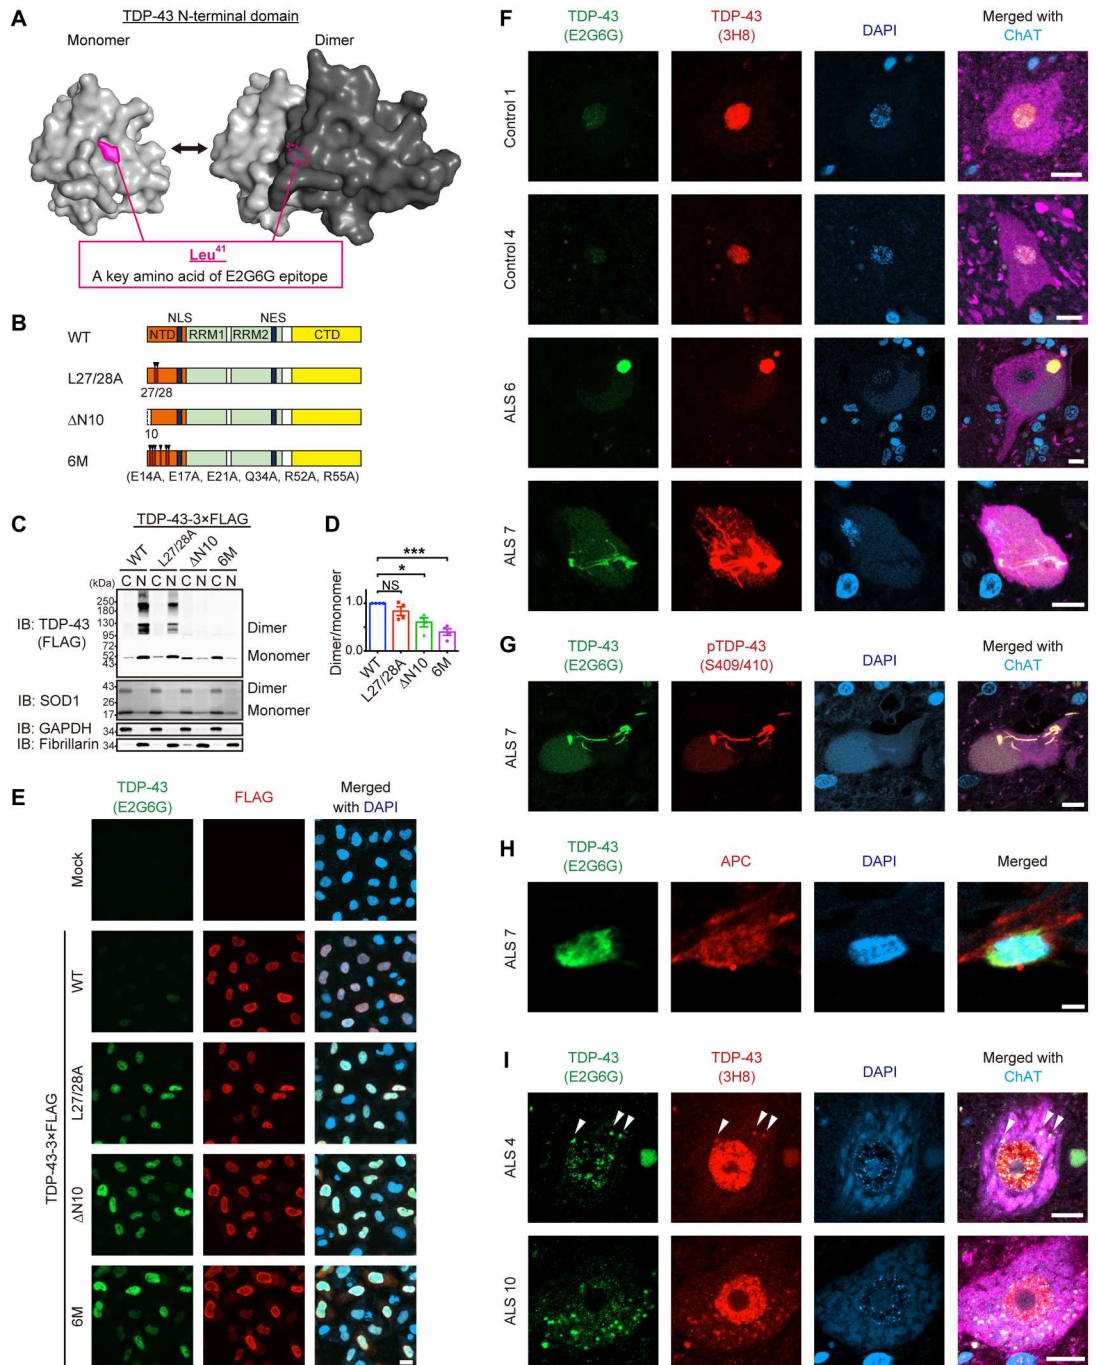 A
TDP-43 N-terminal domain
Monomer
Dimer
Leu41
A key amino acid of E2G6G epitope
B
NLS
NES
WT
NTD
RRM1
RRM2
CTD
L27/28A
27/28
ΔN10
10
6M
(E14A, E17A, E21A, Q34A, R52A, R55A)
C
TDP-43-3×FLAG
WT
L27/28A
ΔN10
6M
(kDa)
C N C N C N C N
IB: TDP-43
(FLAG)
250
180
130
95
72
52
43
Dimer
Monomer
IB: SOD1
43
34
26
17
Dimer
Monomer
IB: GAPDH
34
IB: Fibrillarin
34
D
***
*
NS
Dimer/monomer
1.0
0.0
WT
L27/28A
ΔN10
6M
E
TDP-43
(E2G6G)
FLAG
Merged
with DAPI
Mock
TDP-43-3×FLAG
WT
L27/28A
ΔN10
6M
F
TDP-43
(E2G6G)
TDP-43
(3H8)
DAPI
Merged with
ChAT
Control 1
Control 4
ALS 6
ALS 7
G
TDP-43
(E2G6G)
pTDP-43
(S409/410)
DAPI
Merged with
ChAT
ALS 7
H
TDP-43
(E2G6G)
APC
DAPI
Merged
ALS 7
I
TDP-43
(E2G6G)
TDP-43
(3H8)
DAPI
Merged with
ChAT
ALS 4
ALS 10